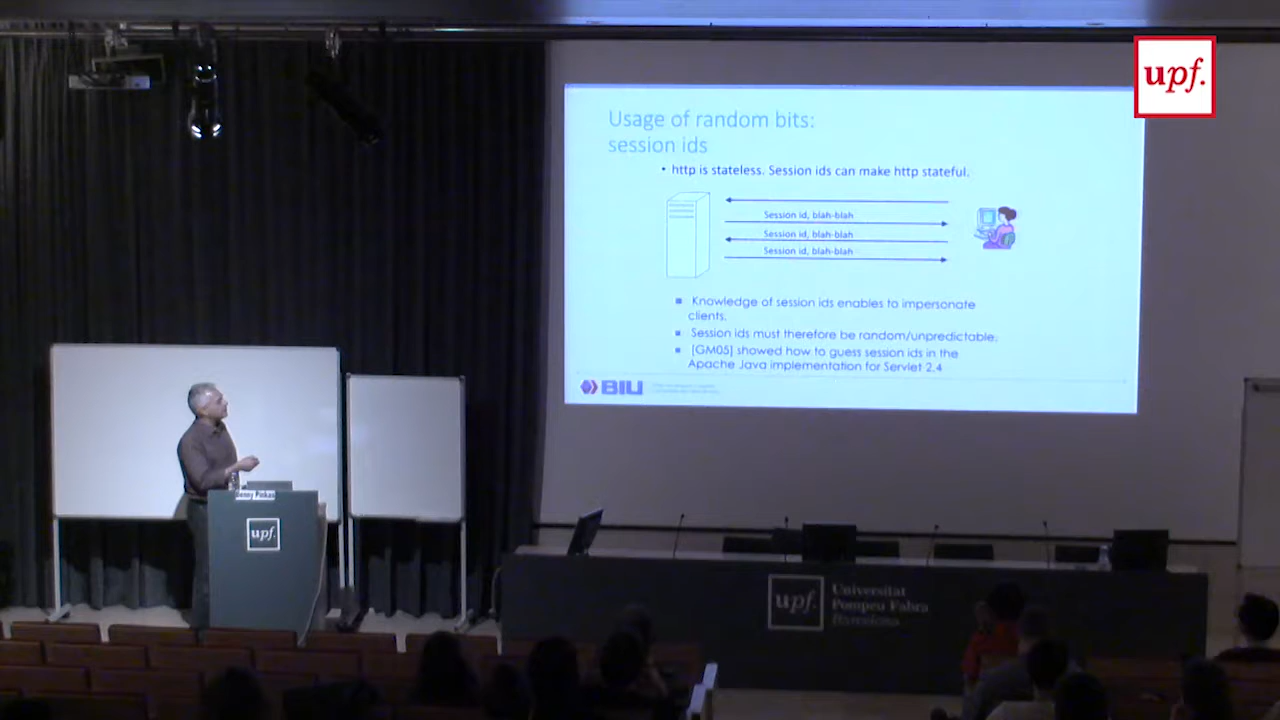 upf.
Usage of random bits:
session ids
• http is stateless. Session ids can make http stateful.
Session id, blah-blah
Session id, blah-blah
Session id, blah-blah
Knowledge of session ids enables to impersonate
clients.
Session ids must therefore be random/unpredictable.
[GM05] showed how to guess session ids in the
Apache Java implementation for Servlet 2.4
BIU
Benny Pinkas
upf.
upf.
Universitat
Pompeu Fabra
Barcelona